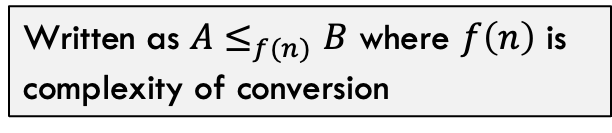 Written as A ≤f(n) B where f(n) is
complexity of conversion